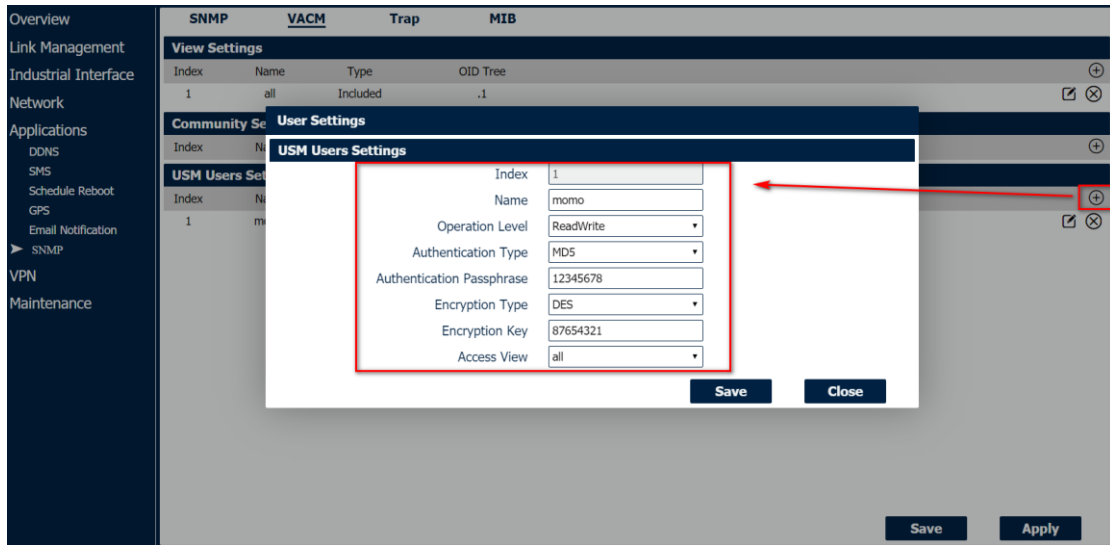 Overview
Link Management
Industrial Interface
Network
Applications
DDNS
SMS
Schedule Reboot
GPS
Email Notification
SNMP
VPN
Maintenance
SNMP VACM Trap MIB
View Settings
Index Name Type OID Tree
1 all Included .1
Community Se
Index
USM Users Set
Index
1
User Settings
USM Users Settings
Index 1
Name momo
Operation Level ReadWrite
Authentication Type MD5
Authentication Passphrase 12345678
Encryption Type DES
Encryption Key 87654321
Access View all
Save Close
Save Apply